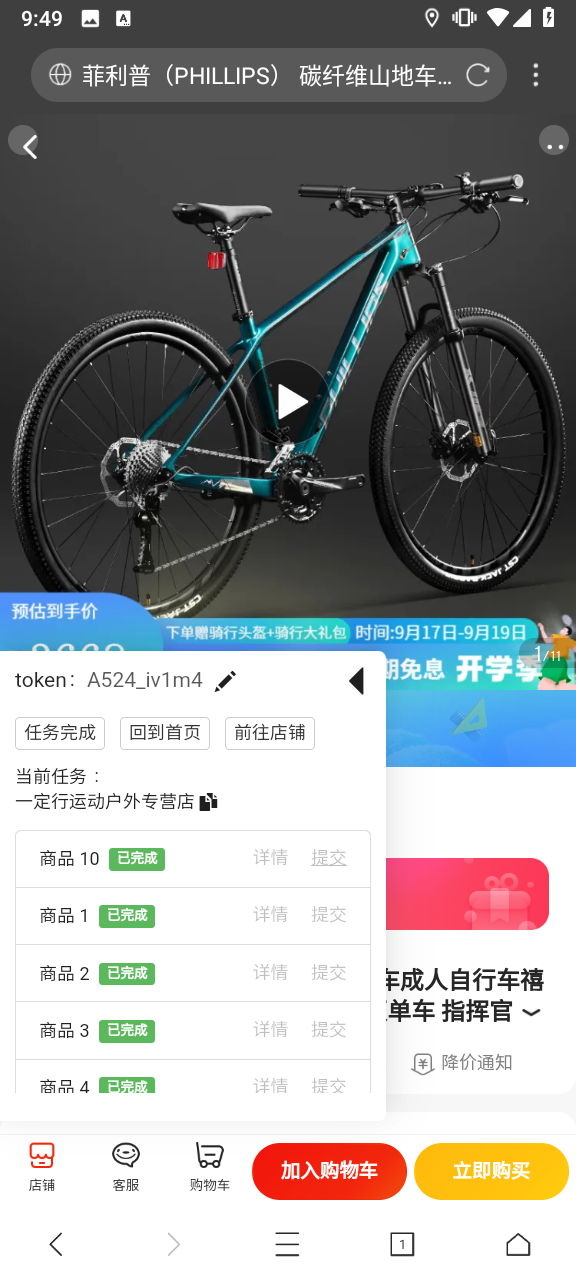 9:49
菲利普（PHILLIPS） 碳纤维山地车...
PHILLIPS
CST JACK
预估到手价
下单赠骑行头盔+骑行大礼包 时间:9月17日-9月19日
1/11
期免息 开学季
token： A524_iv1m4
任务完成 回到首页 前往店铺
当前任务：
一定行运动户外专营店
商品 10 已完成 详情 提交
商品 1 已完成 详情 提交
商品 2 已完成 详情 提交
商品 3 已完成 详情 提交
商品 4 已完成 详情 提交
车成人自行车禧
单车 指挥官
降价通知
店铺 客服 购物车 加入购物车 立即购买
1